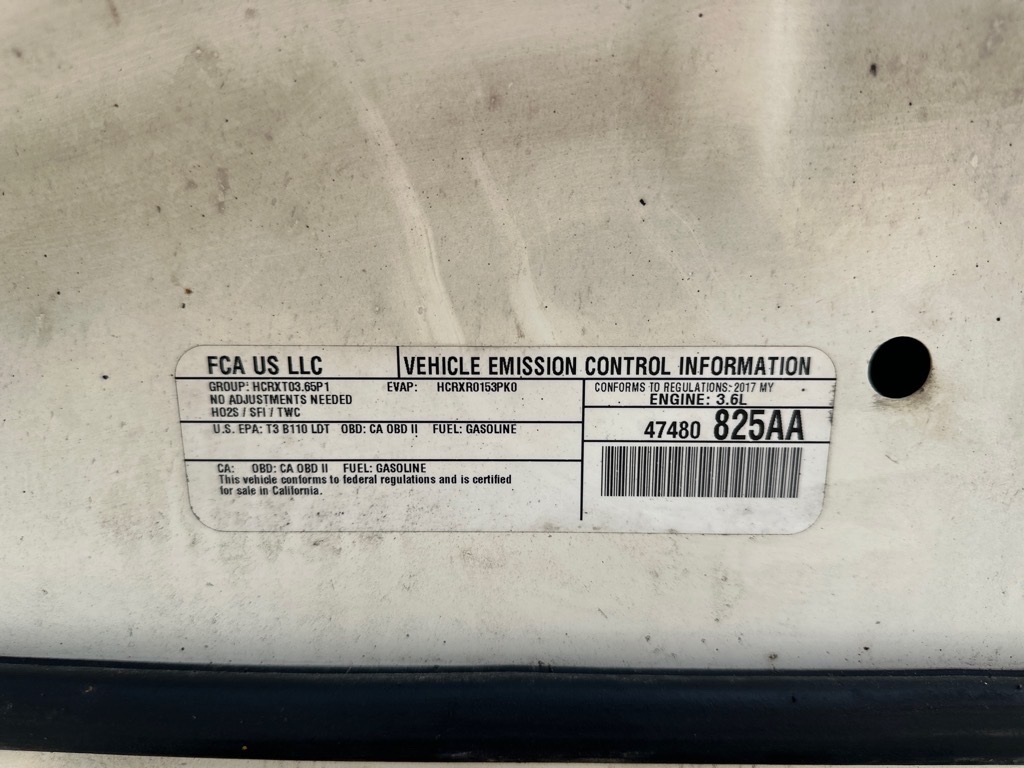 FCA US LLC
VEHICLE EMISSION CONTROL INFORMATION
GROUP: HCRXT03.65P1 EVAP: HCRXR0153PK0
NO ADJUSTMENTS NEEDED
HO2S / SFI / TWC
CONFORMS TO REGULATIONS: 2017 MY
ENGINE: 3.6L
47480 825AA
U.S. EPA: T3 B110 LDT OBD: CA OBD II FUEL: GASOLINE
CA: OBD: CA OBD II FUEL: GASOLINE
This vehicle conforms to federal regulations and is certified
for sale in California.